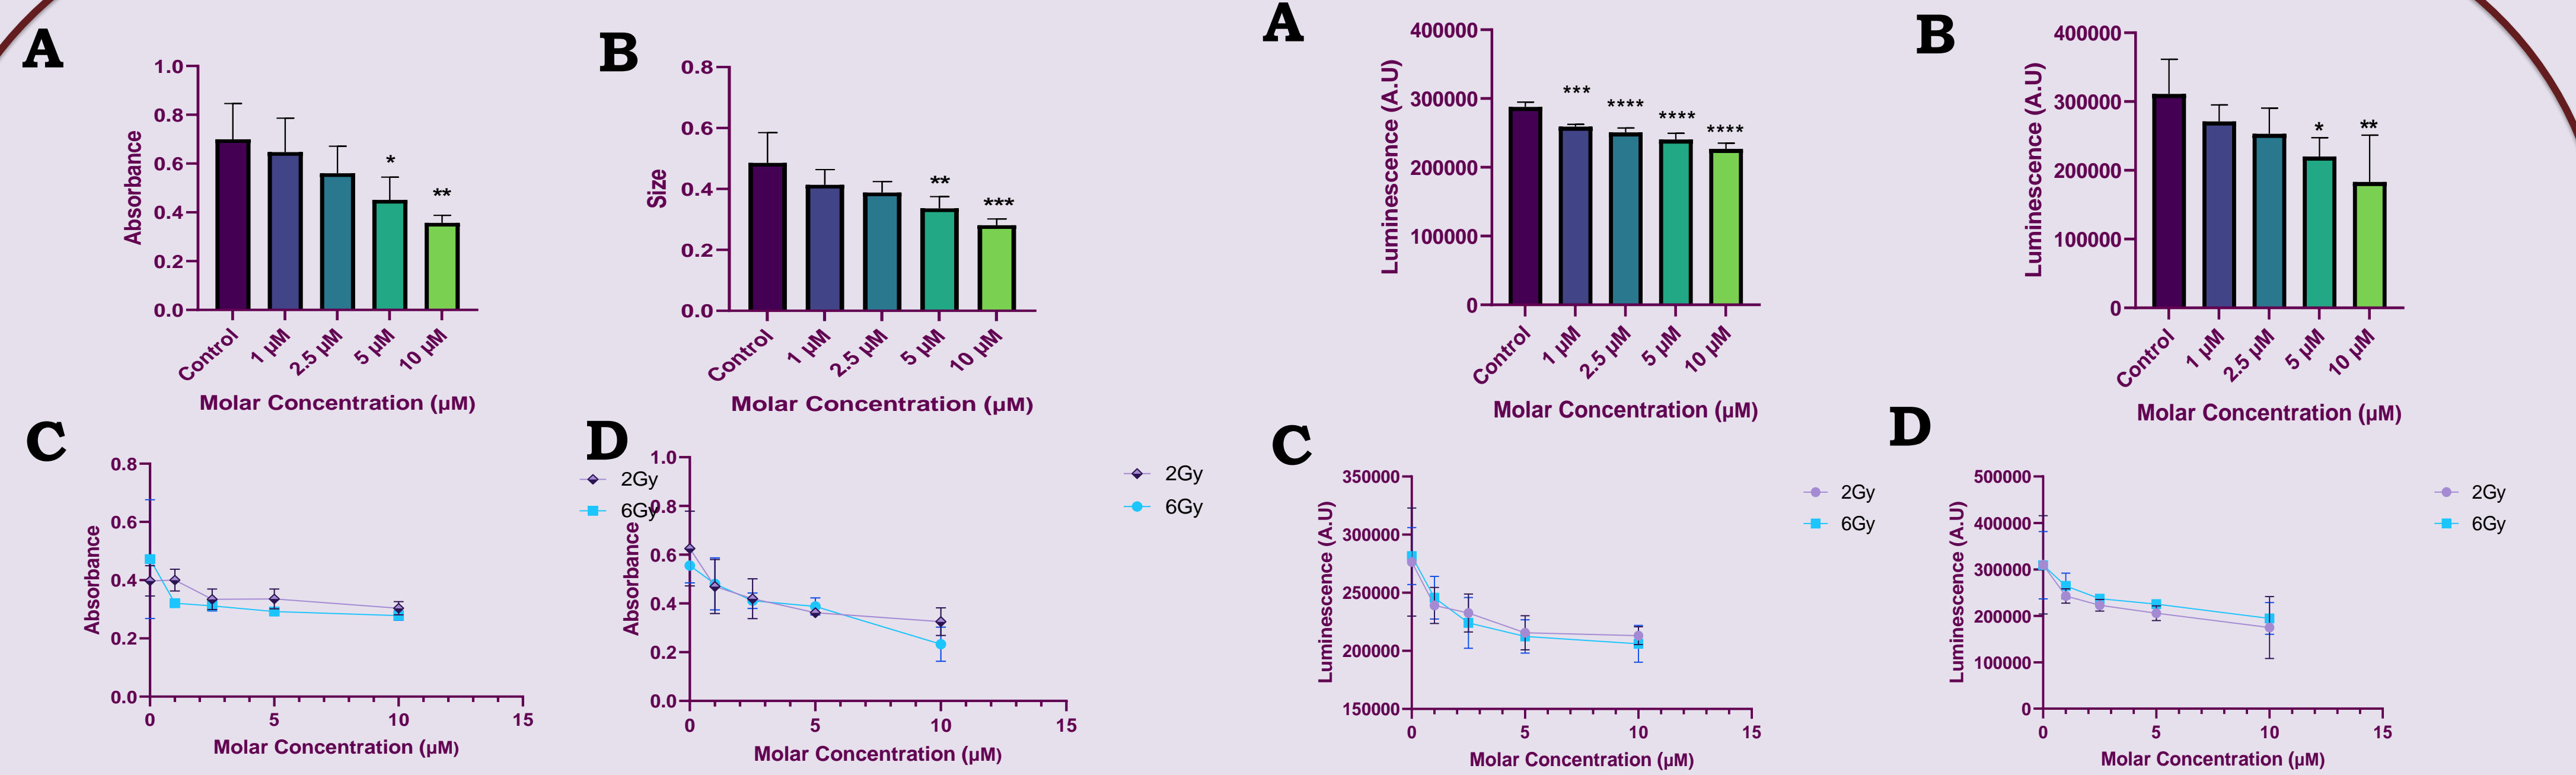 A
1.0
0.8
0.6
0.4
0.2
0.0
Absorbance
*
**
Control
1 µM
2.5 µM
5 µM
10 µM
Molar Concentration (µM)
B
0.8
0.6
0.4
0.2
0.0
Size
**
***
Control
1 µM
2.5 µM
5 µM
10 µM
Molar Concentration (µM)
C
0.8
0.6
0.4
0.2
0.0
Absorbance
0
5
10
15
Molar Concentration (µM)
2Gy
6Gy
D
1.0
0.8
0.6
0.4
0.2
0.0
Absorbance
0
5
10
15
Molar Concentration (µM)
2Gy
6Gy
A
400000
300000
200000
100000
0
Luminescence (A.U)
***
****
****
****
Control
1 µM
2.5 µM
5 µM
10 µM
Molar Concentration (µM)
B
400000
300000
200000
100000
0
Luminescence (A.U)
*
**
Control
1 µM
2.5 µM
5 µM
10 µM
Molar Concentration (µM)
C
350000
300000
250000
200000
150000
Luminescence (A.U)
0
5
10
15
Molar Concentration (µM)
2Gy
6Gy
D
500000
400000
300000
200000
100000
0
Luminescence (A.U)
0
5
10
15
Molar Concentration (µM)
2Gy
6Gy